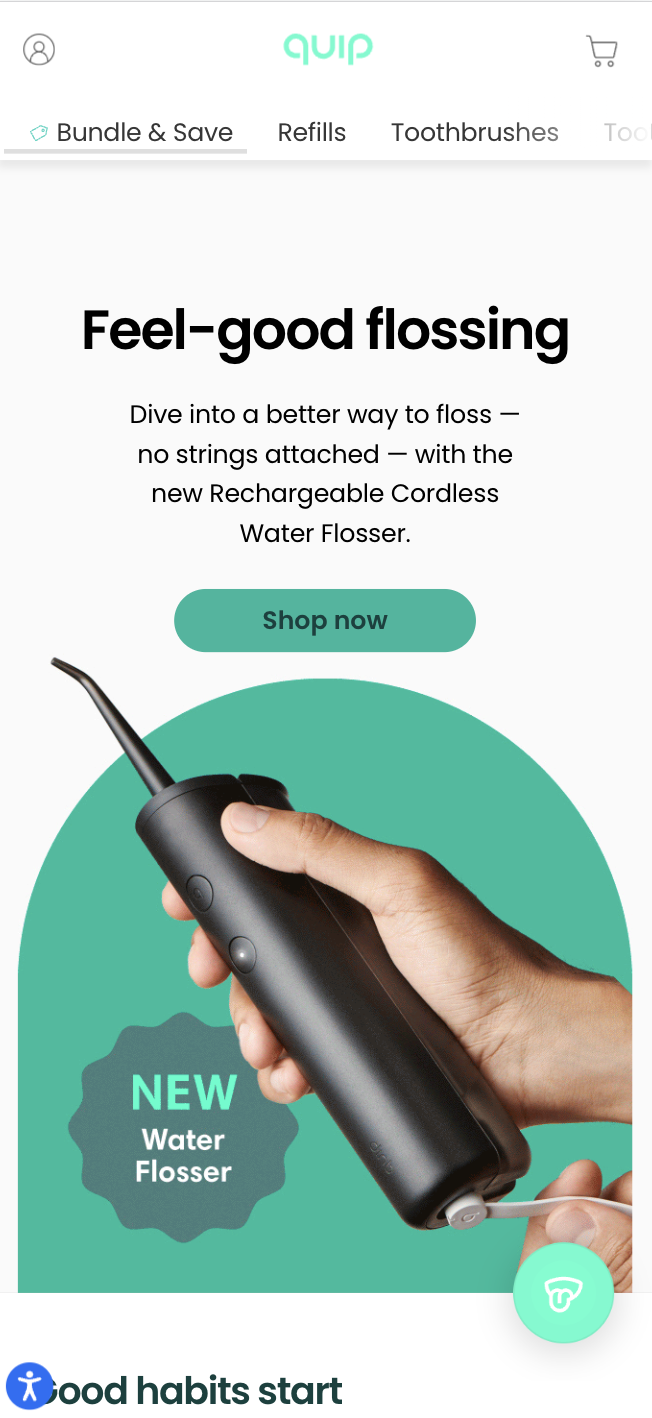 quip
Bundle & Save Refills Toothbrushes
Feel-good flossing
Dive into a better way to floss —
no strings attached — with the
new Rechargeable Cordless
Water Flosser.
Shop now
NEW
Water
Flosser
Good habits start